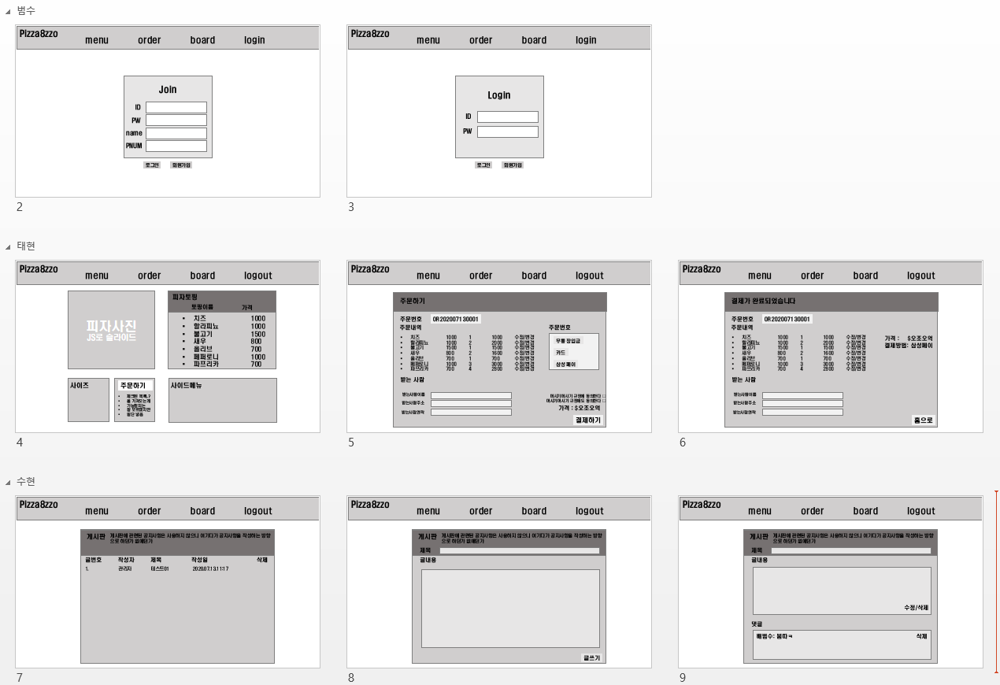 범수
Pizza8zzo
menu order board login
Join
ID
PW
name
PNUM
로그인 회원가입
2
Pizza8zzo
menu order board login
Login
ID
PW
로그인 회원가입
3
태현
Pizza8zzo
menu order board logout
피자사진
JS로 슬라이드
피자토핑
토핑이름 가격
• 치즈 1000
• 할라피뇨 1000
• 불고기 1500
• 새우 800
• 올리브 700
• 페퍼로니 1000
• 파프리카 700
사이즈
주문하기
사이드메뉴
4
Pizza8zzo
menu order board logout
주문하기
주문번호 OR202007130001
주문내역
• 치즈 1000 1 1000 수정/변경
• 할라피뇨 1000 2 2000 수정/변경
• 불고기 1500 1 1500 수정/변경
• 새우 800 2 1600 수정/변경
• 올리브 700 1 700 수정/변경
• 페퍼로니 1000 3 3000 수정/변경
• 파프리카 700 4 2800 수정/변경
주문번호
무통장입금
카드
삼성페이
받는 사람
받는사람이름
받는사람주소
받는사람연락
가격 : $오조오억
결제하기
5
Pizza8zzo
menu order board logout
결제가 완료되었습니다
주문번호 OR202007130001
주문내역
• 치즈 1000 1 1000 수정/변경
• 할라피뇨 1000 2 2000 수정/변경
• 불고기 1500 1 1500 수정/변경
• 새우 800 2 1600 수정/변경
• 올리브 700 1 700 수정/변경
• 페퍼로니 1000 3 3000 수정/변경
• 파프리카 700 4 2800 수정/변경
가격 : $오조오억
결제방법: 삼성페이
받는 사람
받는사람이름
받는사람주소
받는사람연락
홈으로
6
수현
Pizza8zzo
menu order board logout
게시판 게시판에 관련된 공지사항은 사용하지 않으니 여기다가 공지사항을 작성하는 방향
으로 하던가 없애던가
글번호 작성자 제목 작성일 삭제
1. 관리자 테스트01 2020.07.13.11:17
7
Pizza8zzo
menu order board logout
게시판 게시판에 관련된 공지사항은 사용하지 않으니 여기다가 공지사항을 작성하는 방향
으로 하던가 없애던가
제목
글내용
글쓰기
8
Pizza8zzo
menu order board logout
게시판 게시판에 관련된 공지사항은 사용하지 않으니 여기다가 공지사항을 작성하는 방향
으로 하던가 없애던가
제목
글내용
수정/삭제
댓글
배범수: 붐따ㅋ 삭제
9